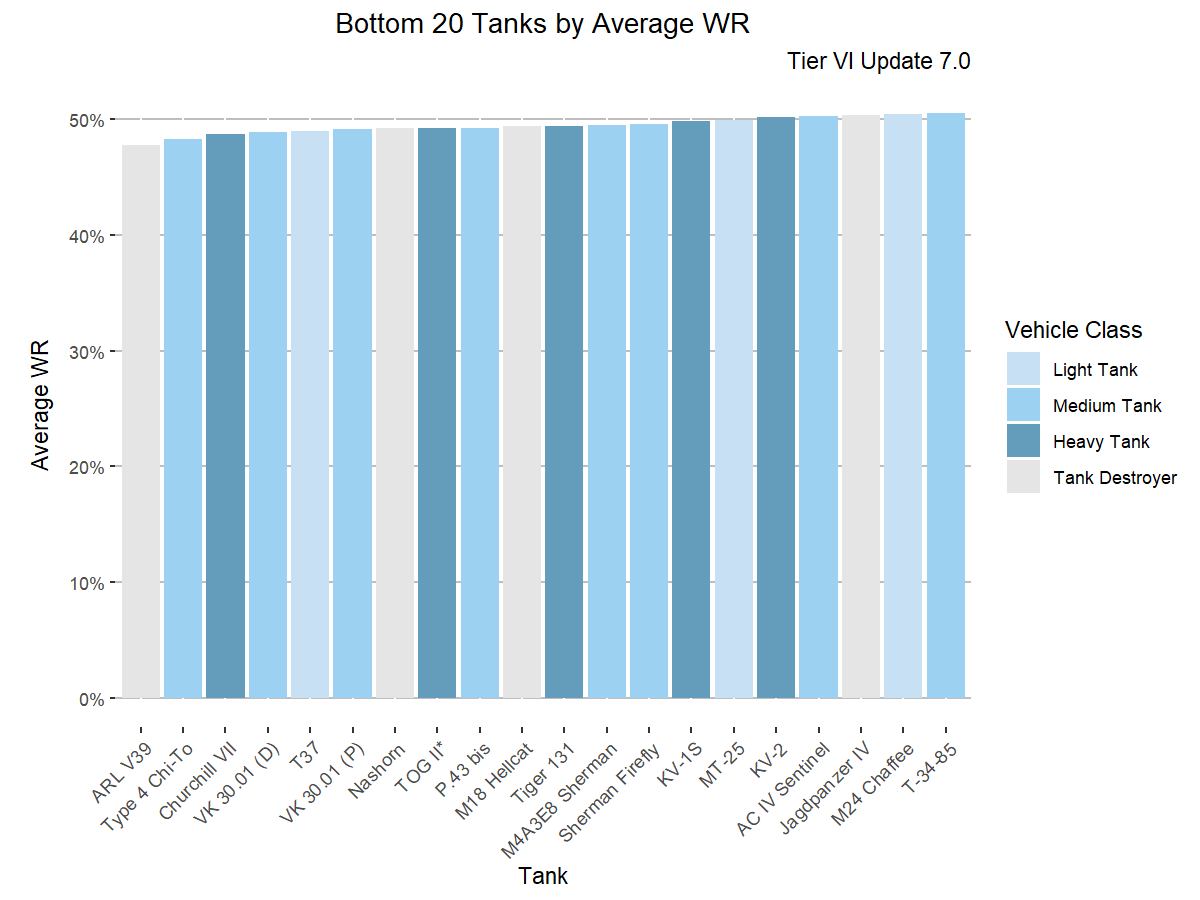 Bottom 20 Tanks by Average WR
Tier VI Update 7.0
50%
40%
30%
20%
10%
0%
Average WR
ARL V39
Type 4 Chi-To
Churchill VII
VK 30.01 (D)
T37
VK 30.01 (P)
Nashorn
TOG II*
P.43 bis
M18 Hellcat
Tiger 131
M4A3E8 Sherman
Sherman Firefly
KV-1S
MT-25
KV-2
AC IV Sentinel
Jagdpanzer IV
M24 Chaffee
T-34-85
Tank
Vehicle Class
Light Tank
Medium Tank
Heavy Tank
Tank Destroyer